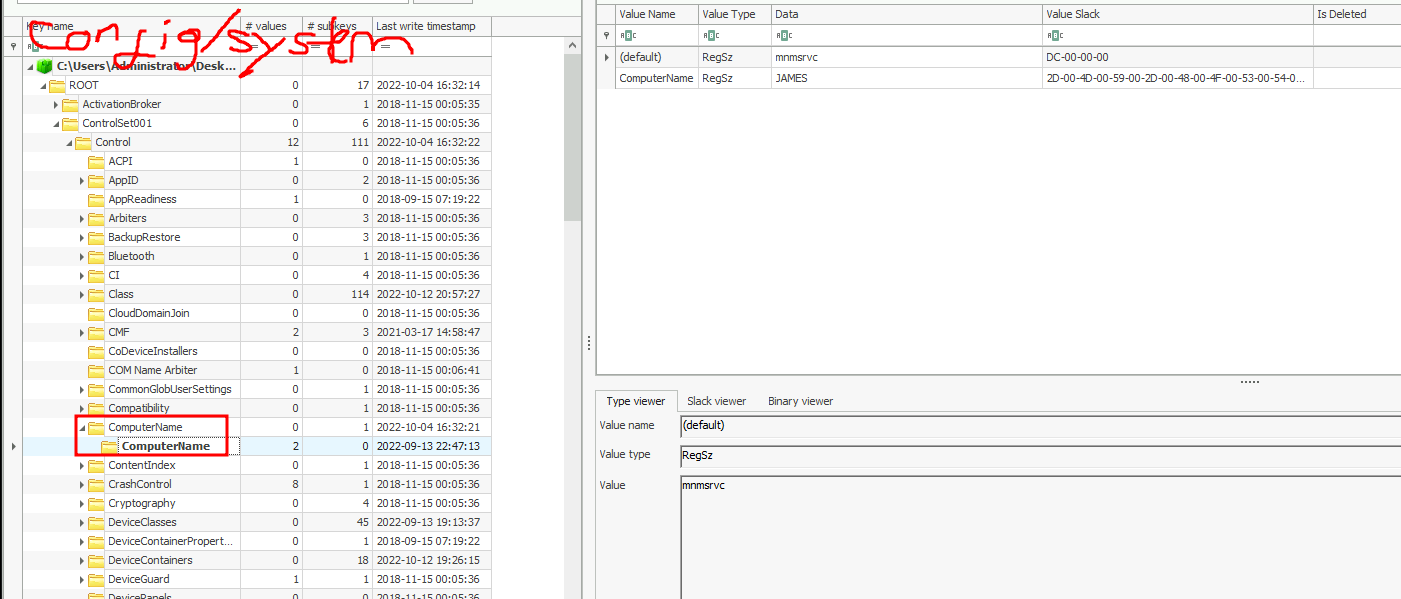 Key name # values # subkeys Last write timestamp
Config/system
= = =
C:\Users\Administrator\Desk...
ROOT 0 17 2022-10-04 16:32:14
ActivationBroker 0 1 2018-11-15 00:05:35
ControlSet001 0 6 2018-11-15 00:05:36
Control 12 111 2022-10-04 16:32:22
ACPI 1 0 2018-11-15 00:05:36
AppID 0 2 2018-11-15 00:05:36
AppReadiness 1 0 2018-09-15 07:19:22
Arbiters 0 3 2018-11-15 00:05:36
BackupRestore 0 3 2018-11-15 00:05:36
Bluetooth 0 1 2018-11-15 00:05:36
CI 0 4 2018-11-15 00:05:36
Class 0 114 2022-10-12 20:57:27
CloudDomainJoin 0 0 2018-11-15 00:05:36
CMF 2 3 2021-03-17 14:58:47
CoDeviceInstallers 0 0 2018-11-15 00:05:36
COM Name Arbiter 1 0 2018-11-15 00:06:41
CommonGlobUserSettings 0 1 2018-11-15 00:05:36
Compatibility 0 1 2018-11-15 00:05:36
ComputerName 0 1 2022-10-04 16:32:21
ComputerName 2 0 2022-09-13 22:47:13
ContentIndex 0 1 2018-11-15 00:05:36
CrashControl 8 1 2018-11-15 00:05:36
Cryptography 0 4 2018-11-15 00:05:36
DeviceClasses 0 45 2022-09-13 19:13:37
DeviceContainerPropert... 0 1 2018-09-15 07:19:22
DeviceContainers 0 18 2022-10-12 19:26:15
DeviceGuard 1 1 2018-11-15 00:05:36
DevicePanels 0 0 2018-11-15 00:05:36
Value Name Value Type Data Value Slack Is Deleted
(default) RegSz mnmsrvc DC-00-00-00
ComputerName RegSz JAMES 2D-00-4D-00-59-00-2D-00-48-00-4F-00-53-00-54-0...
Type viewer Slack viewer Binary viewer
Value name (default)
Value type RegSz
Value mnmsrvc